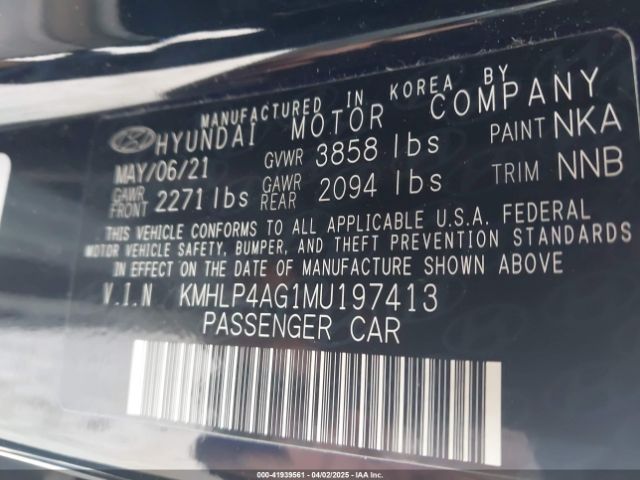 MANUFACTURED IN KOREA BY
HYUNDAI MOTOR COMPANY
MAY/06/21 GVWR 3858 lbs PAINT NKA
GAWR FRONT 2271 lbs GAWR REAR 2094 lbs TRIM NNB
THIS VEHICLE CONFORMS TO ALL APPLICABLE U.S.A. FEDERAL
MOTOR VEHICLE SAFETY, BUMPER, AND THEFT PREVENTION STANDARDS
IN EFFECT ON THE DATE OF MANUFACTURE SHOWN ABOVE.
V.I.N KMHLP4AG1MU197413
PASSENGER CAR
000-41939561 04/02/2025 IAAI.CA